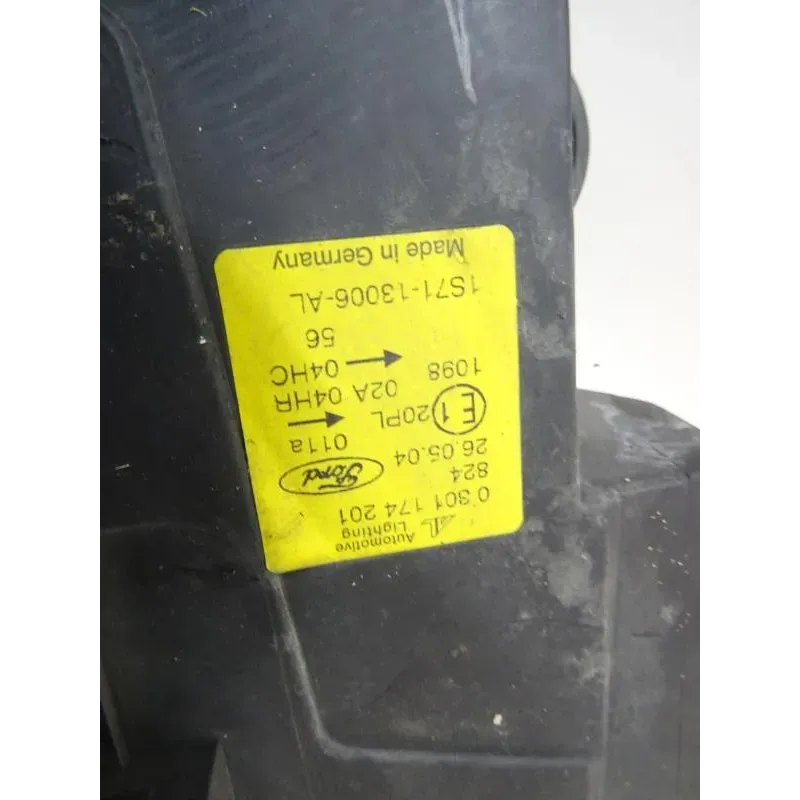 Automotive
Lighting
0 301 174 201
824
26.05.04
Ford
011a
E1
20PL
02A 04HR
1098
04HC
56
1S71-13006-AL
Made in Germany